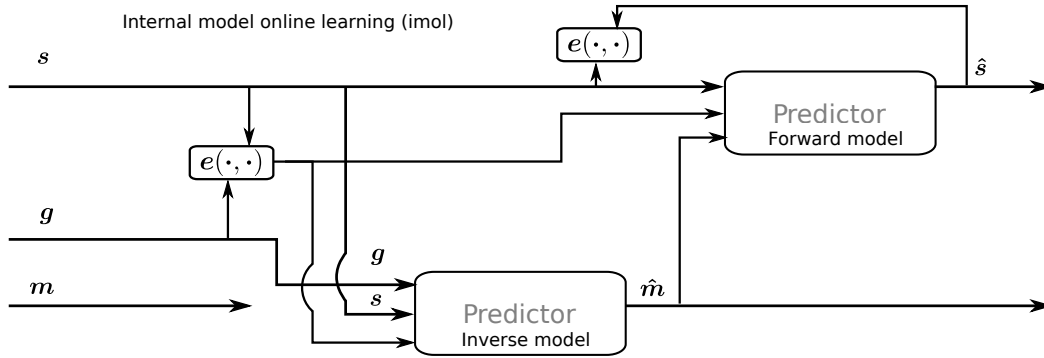 Internal model online learning (imol)
e(·, ·)
s
ŝ
Predictor
Forward model
e(·, ·)
g
g
m
s
m̂
Predictor
Inverse model